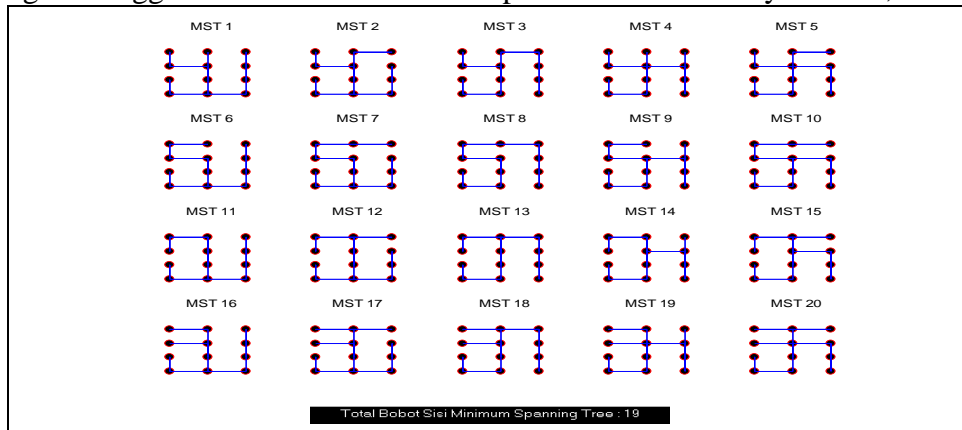 MST 1 MST 2 MST 3 MST 4 MST 5
MST 6 MST 7 MST 8 MST 9 MST 10
MST 11 MST 12 MST 13 MST 14 MST 15
MST 16 MST 17 MST 18 MST 19 MST 20
Total Bobot Sisi Minimum Spanning Tree : 19